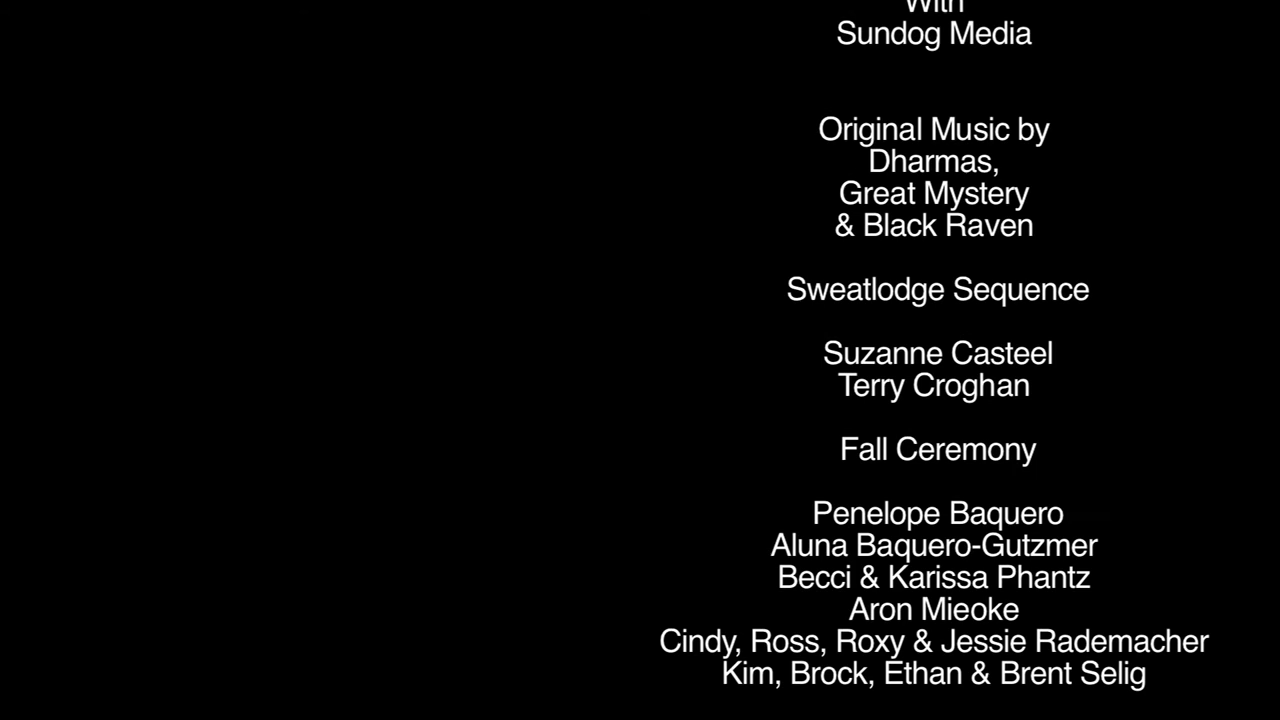 With
Sundog Media
Original Music by
Dharmas,
Great Mystery
& Black Raven
Sweatlodge Sequence
Suzanne Casteel
Terry Croghan
Fall Ceremony
Penelope Baquero
Aluna Baquero-Gutzmer
Becci & Karissa Phantz
Aron Mieoke
Cindy, Ross, Roxy & Jessie Rademacher
Kim, Brock, Ethan & Brent Selig